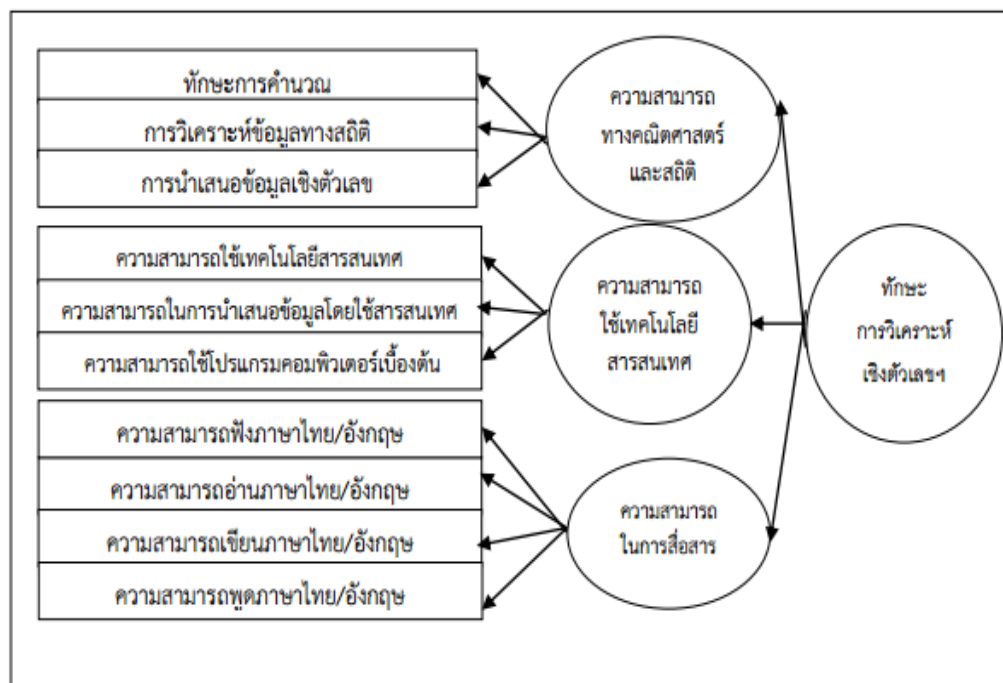 ทักษะการคำนวณ
การวิเคราะห์ข้อมูลทางสถิติ
การนำเสนอข้อมูลเชิงตัวเลข
ความสามารถ
ทางคณิตศาสตร์
และสถิติ
ความสามารถใช้เทคโนโลยีสารสนเทศ
ความสามารถในการนำเสนอข้อมูลโดยใช้สารสนเทศ
ความสามารถใช้โปรแกรมคอมพิวเตอร์เบื้องต้น
ความสามารถ
ใช้เทคโนโลยี
สารสนเทศ
ทักษะ
การวิเคราะห์
เชิงตัวเลขฯ
ความสามารถฟังภาษาไทย/อังกฤษ
ความสามารถอ่านภาษาไทย/อังกฤษ
ความสามารถเขียนภาษาไทย/อังกฤษ
ความสามารถพูดภาษาไทย/อังกฤษ
ความสามารถ
ในการสื่อสาร